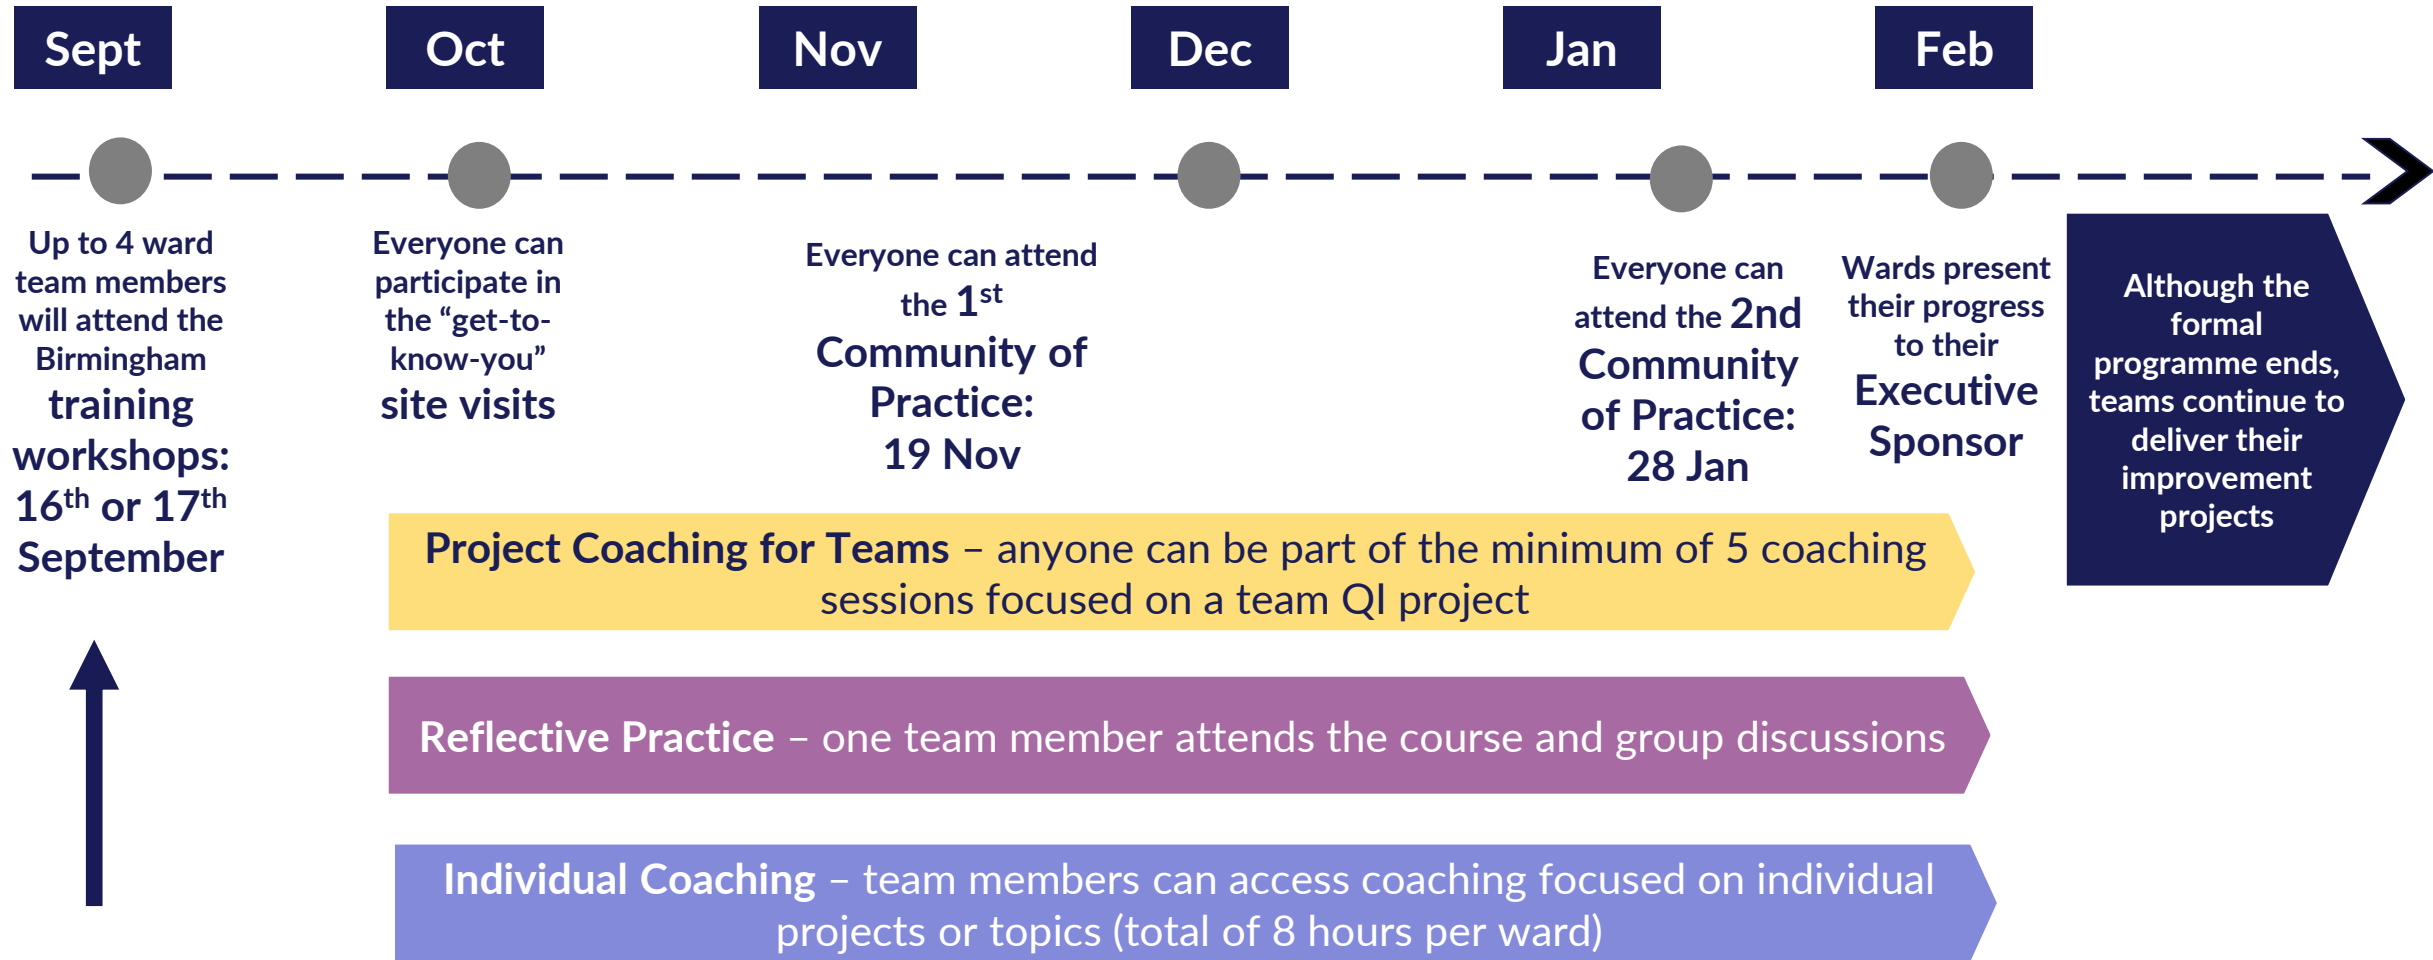 Sept
Oct
Nov
Dec
Jan
Feb
Up to 4 ward
team members
will attend the
Birmingham
training
workshops:
16th or 17th
September
Everyone can
participate in
the “get-to-
know-you”
site visits
Everyone can attend
the 1st
Community of
Practice:
19 Nov
Everyone can
attend the 2nd
Community
of Practice:
28 Jan
Wards present
their progress
to their
Executive
Sponsor
Although the
formal
programme ends,
teams continue to
deliver their
improvement
projects
Project Coaching for Teams – anyone can be part of the minimum of 5 coaching
sessions focused on a team QI project
Reflective Practice – one team member attends the course and group discussions
Individual Coaching – team members can access coaching focused on individual
projects or topics (total of 8 hours per ward)